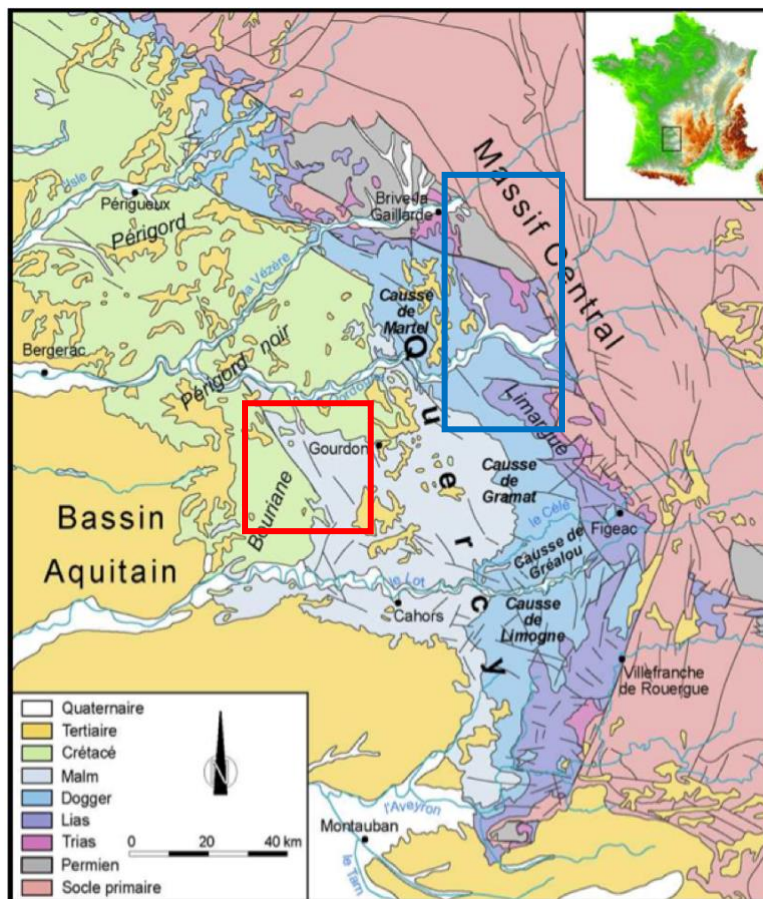 Isle
Périgueux
Périgord
Brive-la
Gaillarde
Massif Central
la Vézère
Causse
de
Martel
Bergerac
Périgord noir
Quercy
Limargue
Gourdon
Bouriane
Causse
de
Gramat
le Célé
Figeac
Causse de
Gréalou
Bassin
Aquitain
le Lot
Cahors
Causse
de
Limogne
Villefranche
de Rouergue
l'Aveyron
Montauban
le Tarn
Quaternaire
Tertiaire
Crétacé
Malm
Dogger
Lias
Trias
Permien
Socle primaire
N
0 20 40 km